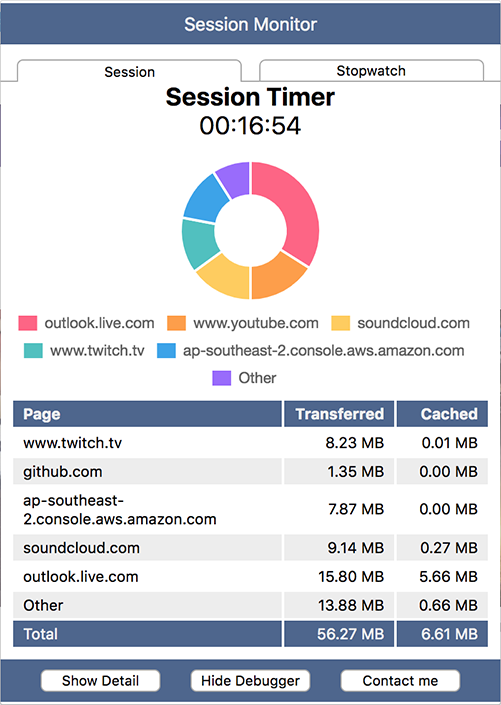 Session Monitor
Session
Stopwatch
Session Timer
00:16:54
outlook.live.com www.youtube.com soundcloud.com
www.twitch.tv ap-southeast-2.console.aws.amazon.com
Other
Page Transferred Cached
www.twitch.tv 8.23 MB 0.01 MB
github.com 1.35 MB 0.00 MB
ap-southeast-
2.console.aws.amazon.com 7.87 MB 0.00 MB
soundcloud.com 9.14 MB 0.27 MB
outlook.live.com 15.80 MB 5.66 MB
Other 13.88 MB 0.66 MB
Total 56.27 MB 6.61 MB
Show Detail Hide Debugger Contact me